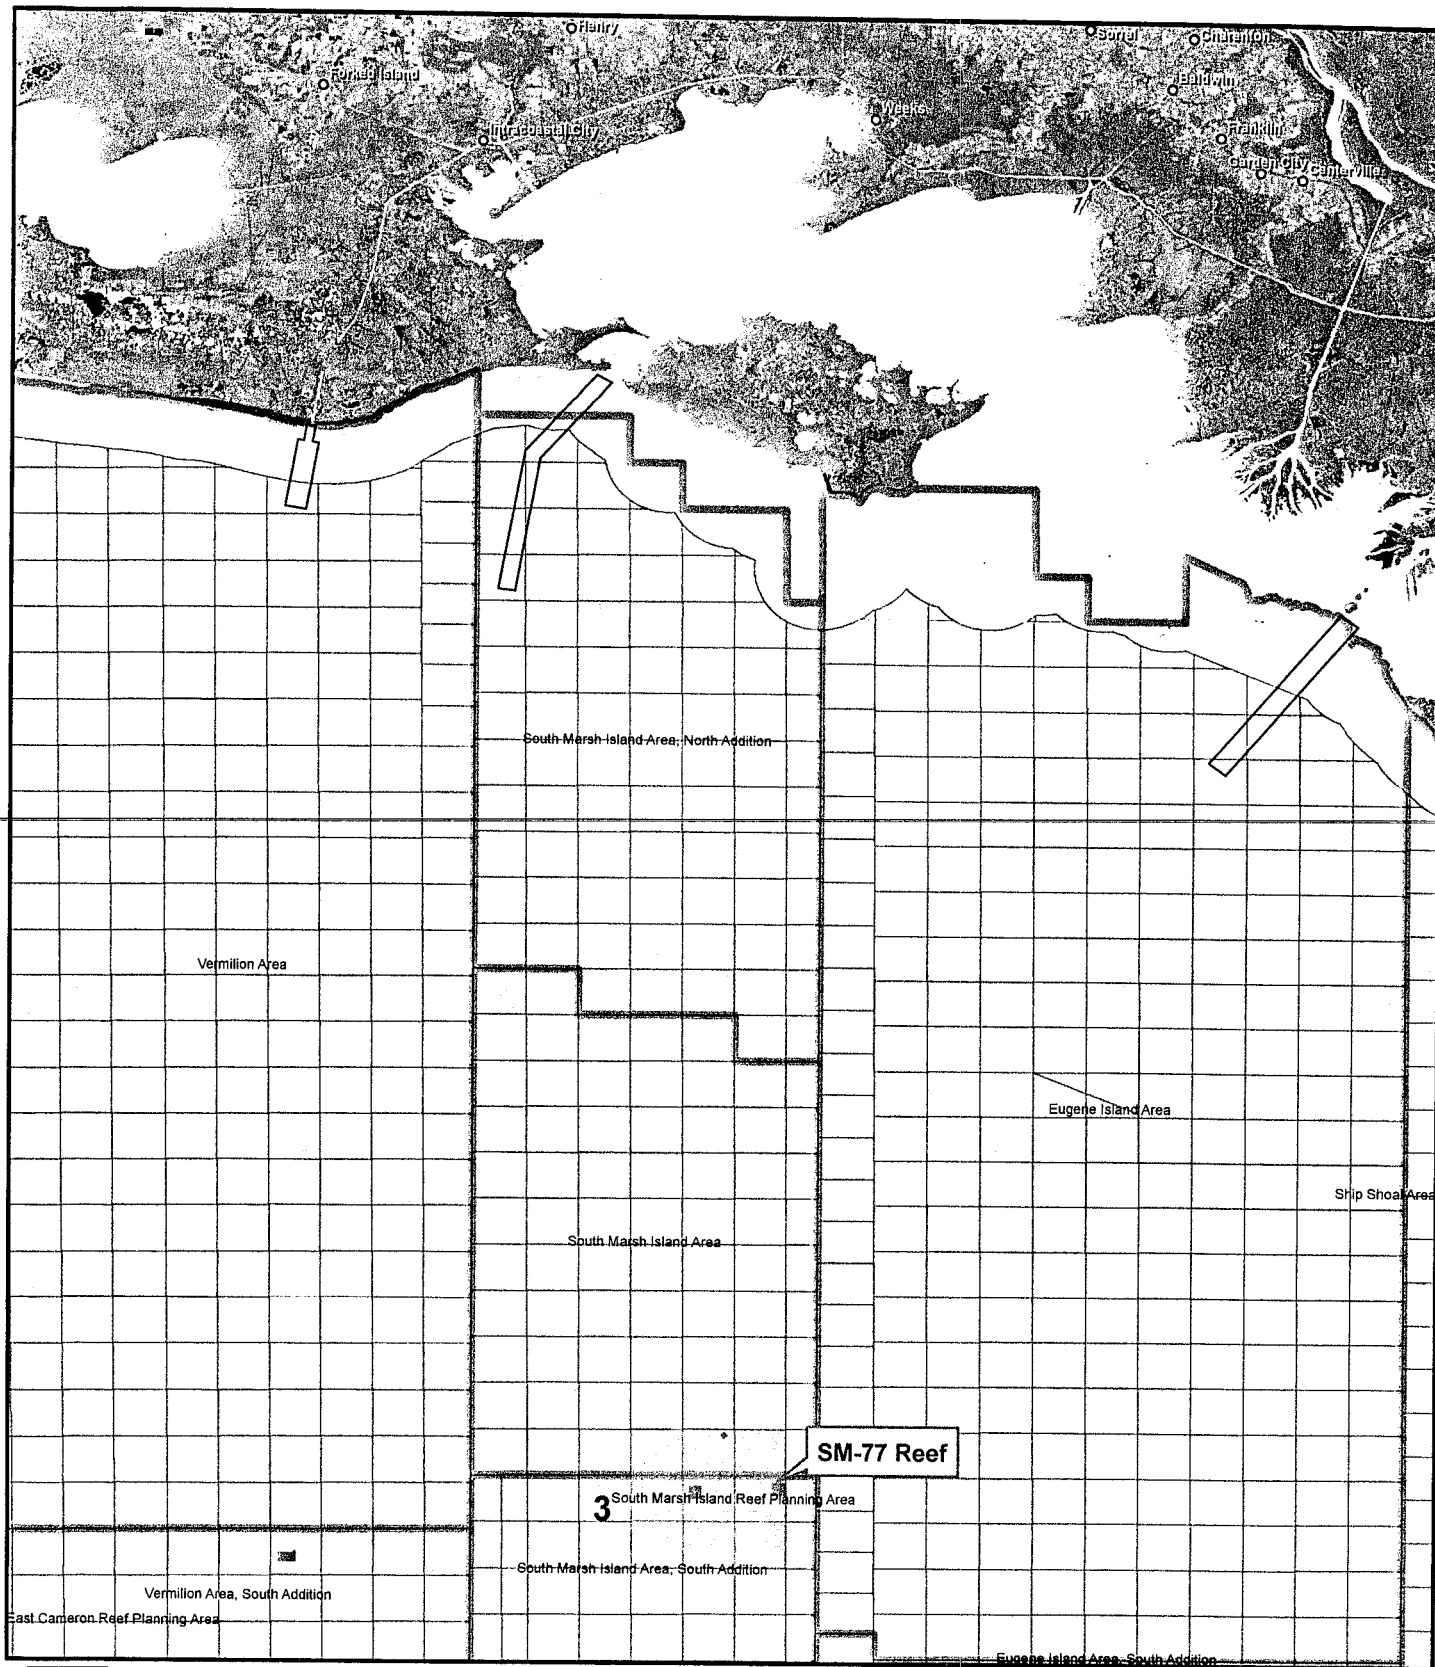 Henry
Sorrel
Charenton
Forked Island
Baldwin
Weeks
Intracoastal City
Franklin
Garden City
Centerville
South Marsh Island Area, North Addition
Vermilion Area
Eugene Island Area
Ship Shoal Area
South Marsh Island Area
SM-77 Reef
3
South Marsh Island Reef Planning Area
South Marsh Island Area, South Addition
Vermilion Area, South Addition
East Cameron Reef Planning Area
Eugene Island Area, South Addition